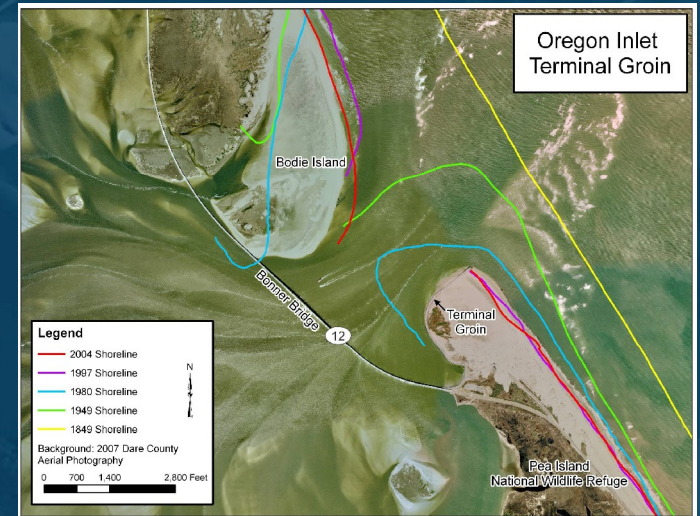 Oregon Inlet
Terminal Groin
Bodie Island
Bonner Bridge
12
Terminal
Groin
Pea Island
National Wildlife Refuge
Legend
2004 Shoreline
1997 Shoreline
1980 Shoreline
1949 Shoreline
1849 Shoreline
N
Background: 2007 Dare County
Aerial Photography
0 700 1,400 2,800 Feet